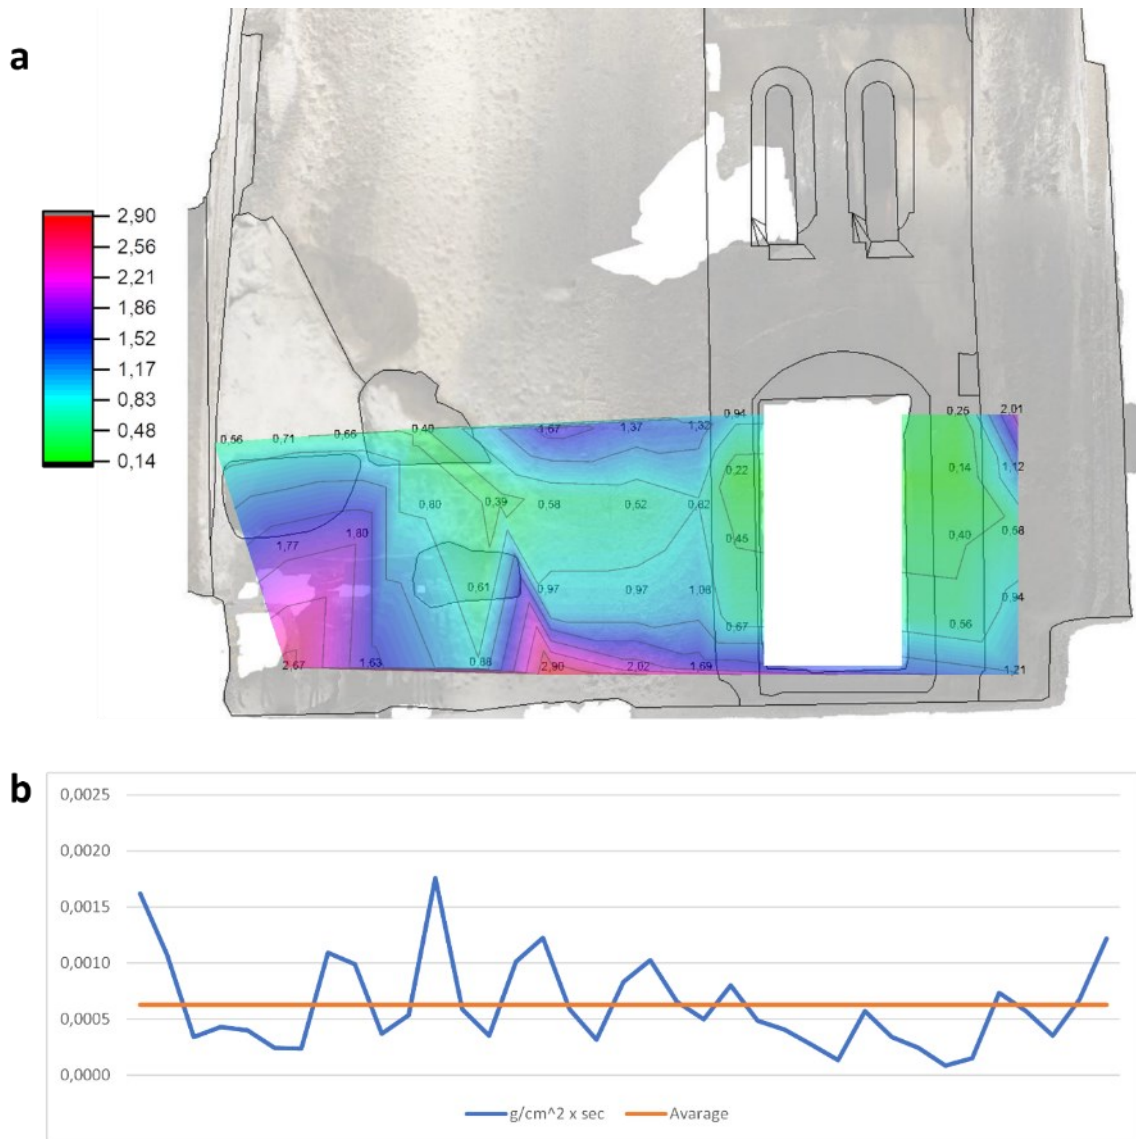 a
2,90
2,56
2,21
1,86
1,52
1,17
0,83
0,48
0,14
0,56 0,71 0,66 0,40 1,67 1,37 1,32 0,94 0,26 2,01
0,22 0,14 1,12
0,80 0,39 0,58 0,52 0,62
1,77 1,80 0,45 0,40 0,58
0,61 0,97 0,97 1,06 0,94
0,67 0,56
2,67 1,63 0,88 2,90 2,02 1,69 1,21
b
0,0025
0,0020
0,0015
0,0010
0,0005
0,0000
g/cm^2 x sec Avarage